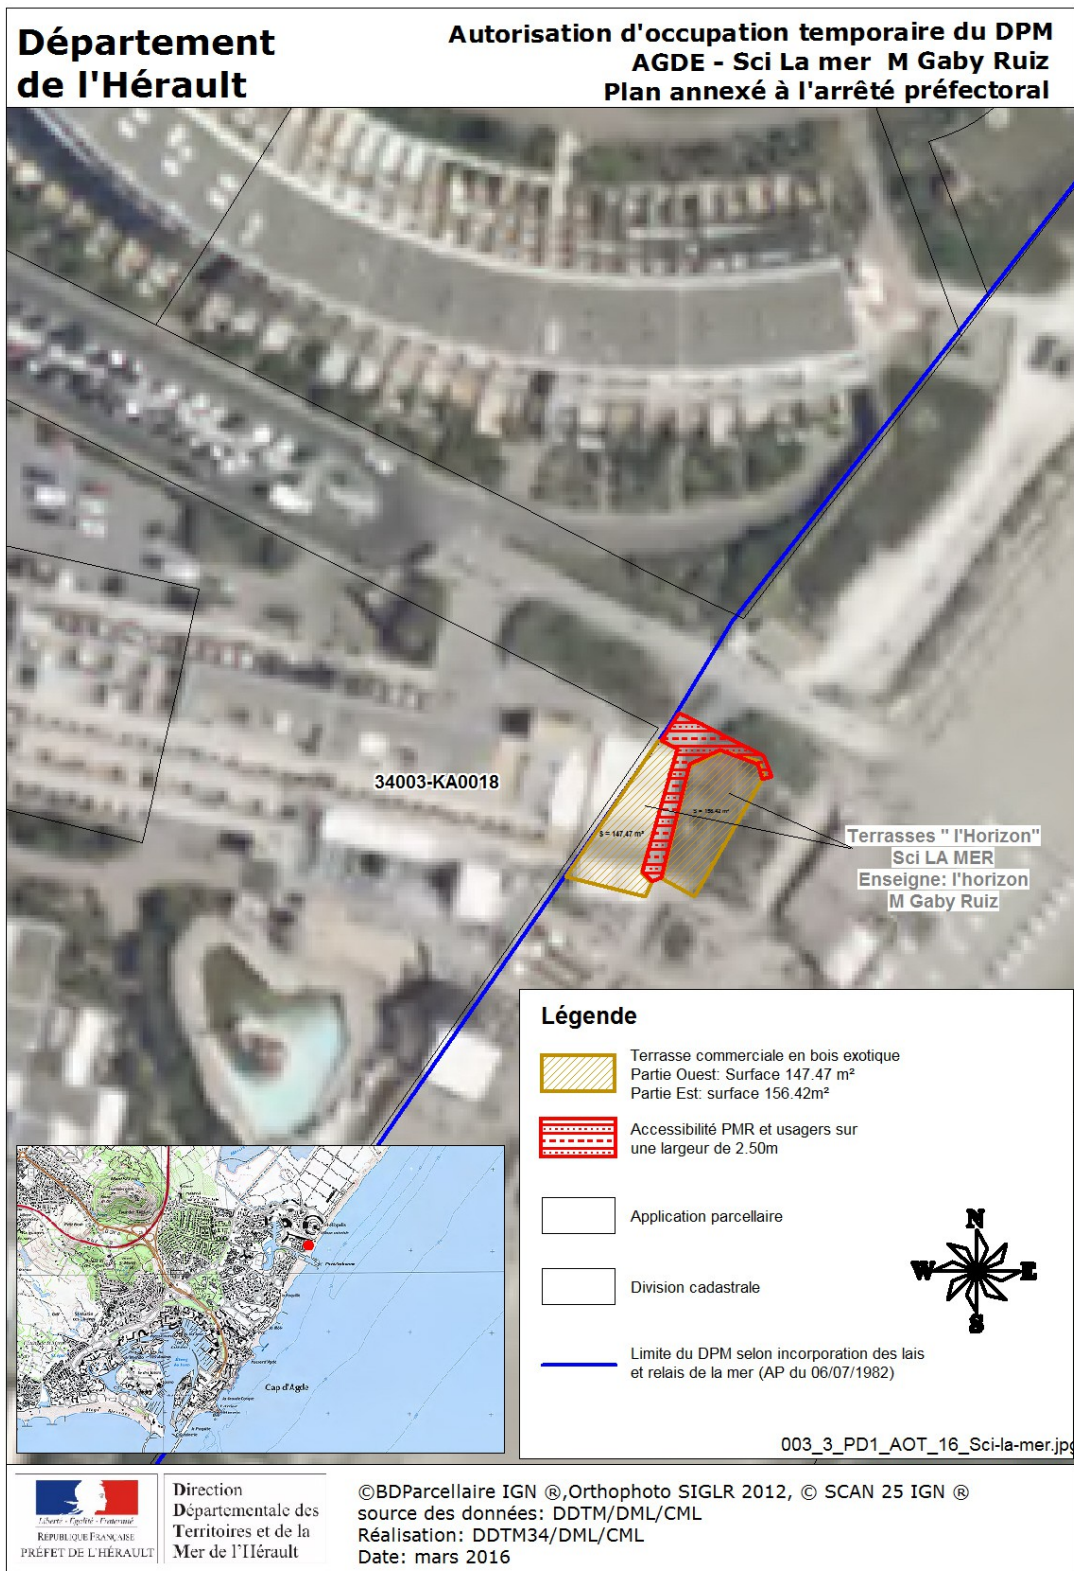 Département
de l'Hérault
Autorisation d'occupation temporaire du DPM
AGDE - Sci La mer M Gaby Ruiz
Plan annexé à l'arrêté préfectoral
34003-KA0018
S = 147,47 m²
S = 156.42 m²
Terrasses " l'Horizon"
Sci LA MER
Enseigne: l'horizon
M Gaby Ruiz
Légende
Terrasse commerciale en bois exotique
Partie Ouest: Surface 147.47 m²
Partie Est: surface 156.42m²
Accessibilité PMR et usagers sur
une largeur de 2.50m
Application parcellaire
Division cadastrale
Limite du DPM selon incorporation des lais
et relais de la mer (AP du 06/07/1982)
N
W E
S
003_3_PD1_AOT_16_Sci-la-mer.jpg
Cap d'Agde
Liberté • Égalité • Fraternité
RÉPUBLIQUE FRANÇAISE
PRÉFET DE L'HÉRAULT
Direction
Départementale des
Territoires et de la
Mer de l'Hérault
©BDParcellaire IGN ®,Orthophoto SIGLR 2012, © SCAN 25 IGN ®
source des données: DDTM/DML/CML
Réalisation: DDTM34/DML/CML
Date: mars 2016